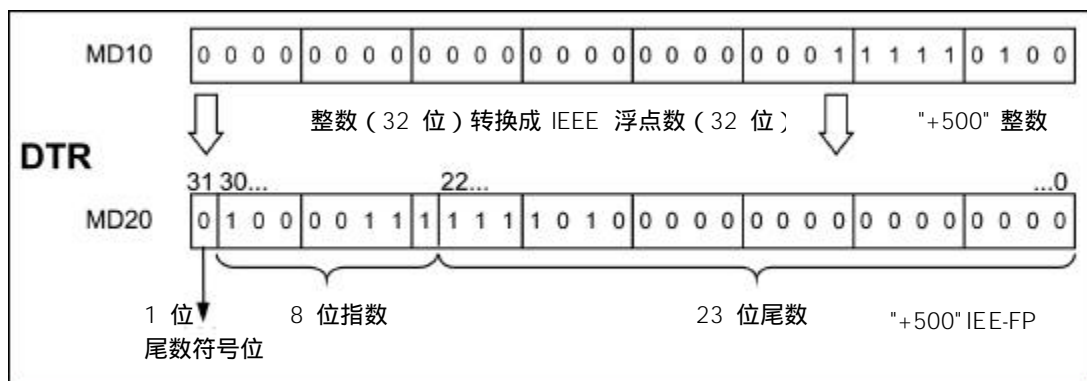 MD10 0 0 0 0 0 0 0 0 0 0 0 0 0 0 0 0 0 0 0 0 0 0 0 1 1 1 1 1 0 1 0 0
整数 ( 32 位 ) 转换成 IEEE 浮点数 ( 32 位 ) "+500" 整数
DTR
31 30... 22... ...0
MD20 0 1 0 0 0 0 1 1 1 1 1 1 1 0 1 0 0 0 0 0 0 0 0 0 0 0 0 0 0 0 0 0
1 位 8 位指数 23 位尾数 "+500" IEE-FP
尾数符号位